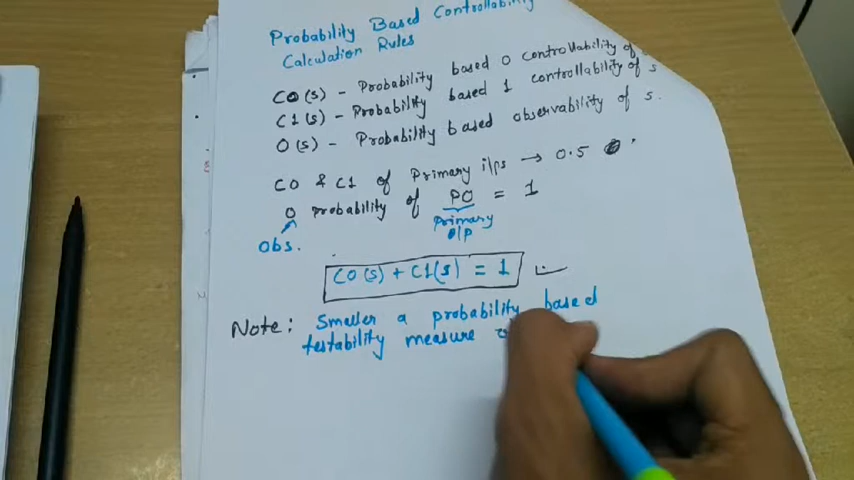 Probability Based Controllability
Calculation Rules
C0(s) - Probability based 0 controllability of
C1(s) - Probability based 1 controllability of s
O(s) - Probability based observability of s.
C0 & C1 of Primary i/ps → 0.5
O probability of PO = 1
Obs.
Primary
o/p
C0(s) + C1(s) = 1
Note: Smaller a probability based
testability measure